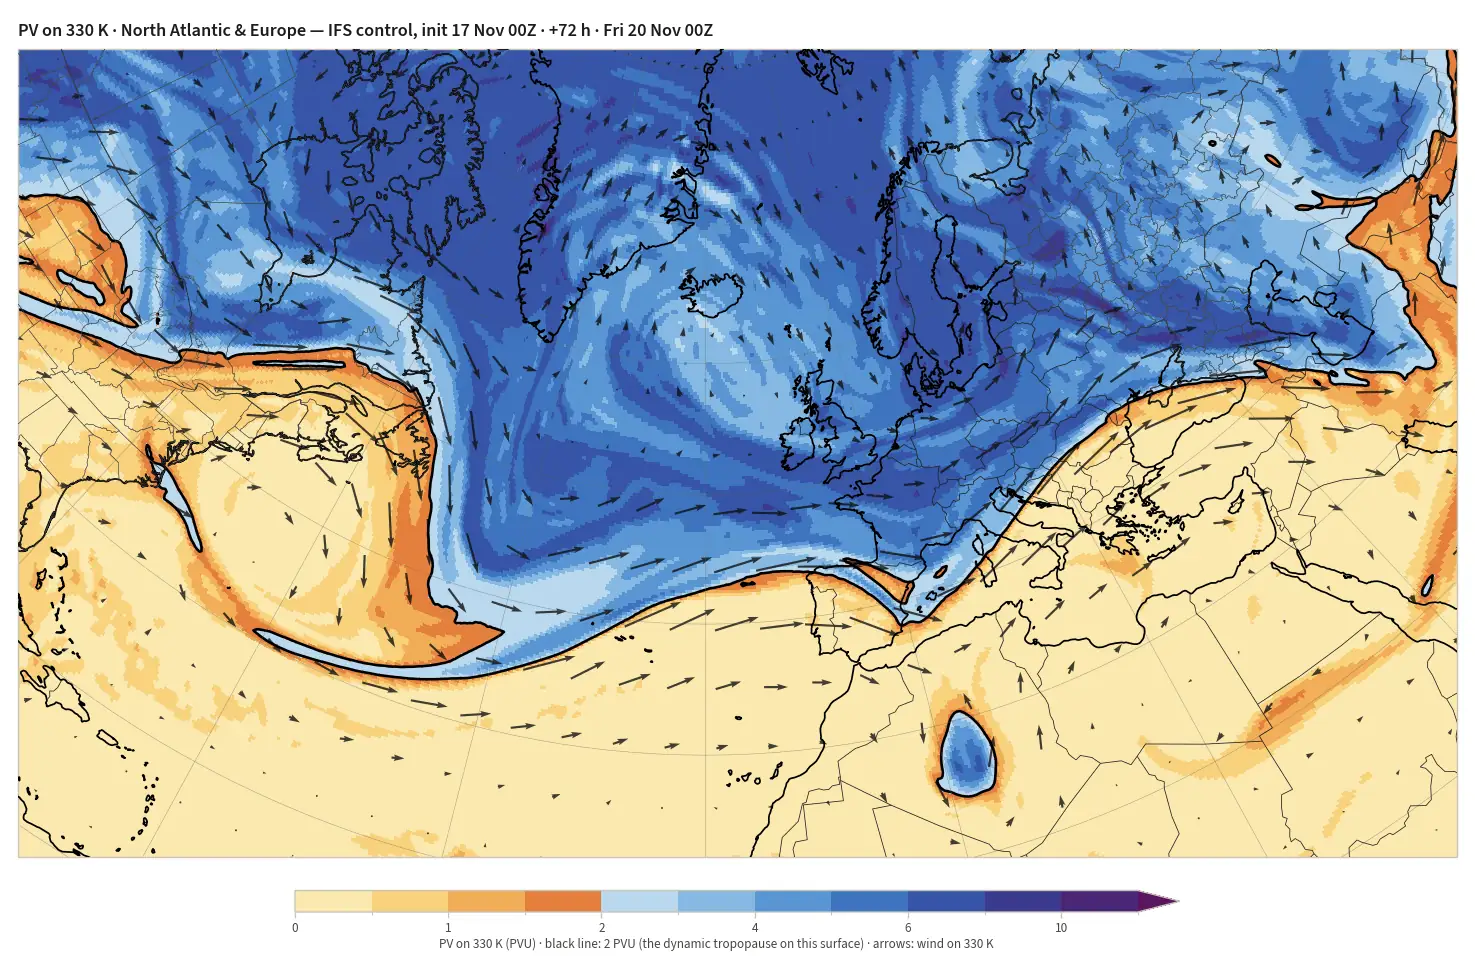 PV on 330 K · North Atlantic & Europe — IFS control, init 17 Nov 00Z · +72 h · Fri 20 Nov 00Z
0 1 2 4 6 10
PV on 330 K (PVU) · black line: 2 PVU (the dynamic tropopause on this surface) · arrows: wind on 330 K